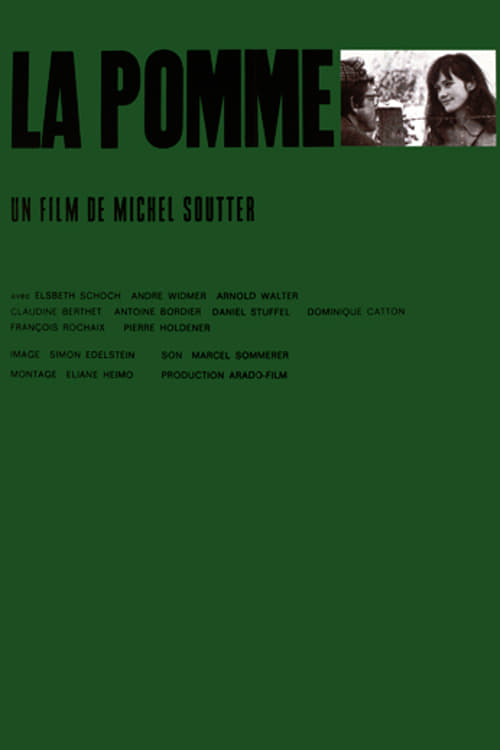 LA POMME
UN FILM DE MICHEL SOUTTER
avec ELSBETH SCHOCH ANDRE WIDMER ARNOLD WALTER
CLAUDINE BERTHET ANTOINE BORDIER DANIEL STUFFEL DOMINIQUE CATTON
FRANÇOIS ROCHAIX PIERRE HOLDENER
IMAGE SIMON EDELSTEIN SON MARCEL SOMMERER
MONTAGE ELIANE HEIMO PRODUCTION ARADO-FILM